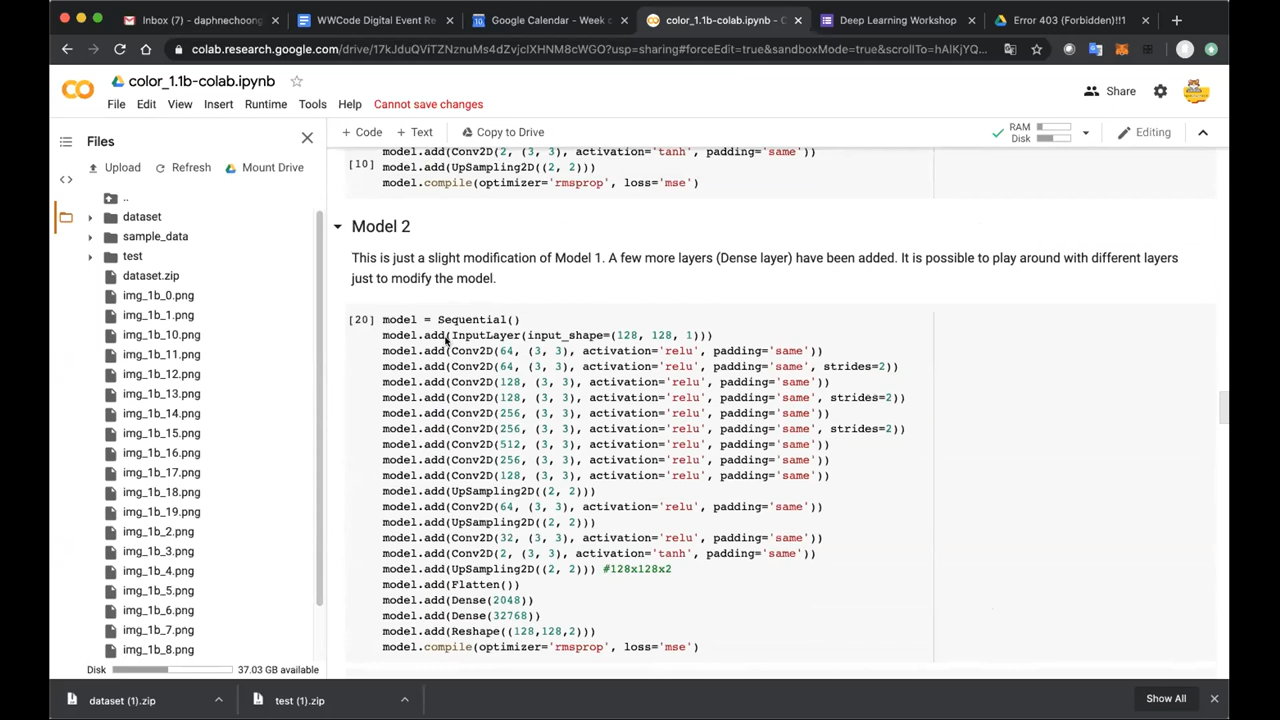 Inbox (7) - daphnechoong
WWCode Digital Event Re
Google Calendar - Week o
color_1.1b-colab.ipynb - C
Deep Learning Workshop
Error 403 (Forbidden)!!1
colab.research.google.com/drive/17kJduQViTZNznuMs4dZvjcIXHNM8cWGO?usp=sharing#forceEdit=true&sandboxMode=true&scrollTo=hAlKjYQ...
color_1.1b-colab.ipynb
File Edit View Insert Runtime Tools Help Cannot save changes
Share
Files
+ Code + Text Copy to Drive
RAM
Disk
Editing
Upload Refresh Mount Drive
..
dataset
sample_data
test
dataset.zip
img_1b_0.png
img_1b_1.png
img_1b_10.png
img_1b_11.png
img_1b_12.png
img_1b_13.png
img_1b_14.png
img_1b_15.png
img_1b_16.png
img_1b_17.png
img_1b_18.png
img_1b_19.png
img_1b_2.png
img_1b_3.png
img_1b_4.png
img_1b_5.png
img_1b_6.png
img_1b_7.png
img_1b_8.png
Disk 37.03 GB available
model.add(Conv2D(2, (3, 3), activation='tanh', padding='same'))
[10] model.add(UpSampling2D((2, 2)))
model.compile(optimizer='rmsprop', loss='mse')
Model 2
This is just a slight modification of Model 1. A few more layers (Dense layer) have been added. It is possible to play around with different layers
just to modify the model.
[20] model = Sequential()
model.add(InputLayer(input_shape=(128, 128, 1)))
model.add(Conv2D(64, (3, 3), activation='relu', padding='same'))
model.add(Conv2D(64, (3, 3), activation='relu', padding='same', strides=2))
model.add(Conv2D(128, (3, 3), activation='relu', padding='same'))
model.add(Conv2D(128, (3, 3), activation='relu', padding='same', strides=2))
model.add(Conv2D(256, (3, 3), activation='relu', padding='same'))
model.add(Conv2D(256, (3, 3), activation='relu', padding='same', strides=2))
model.add(Conv2D(512, (3, 3), activation='relu', padding='same'))
model.add(Conv2D(256, (3, 3), activation='relu', padding='same'))
model.add(Conv2D(128, (3, 3), activation='relu', padding='same'))
model.add(UpSampling2D((2, 2)))
model.add(Conv2D(64, (3, 3), activation='relu', padding='same'))
model.add(UpSampling2D((2, 2)))
model.add(Conv2D(32, (3, 3), activation='relu', padding='same'))
model.add(Conv2D(2, (3, 3), activation='tanh', padding='same'))
model.add(UpSampling2D((2, 2))) #128x128x2
model.add(Flatten())
model.add(Dense(2048))
model.add(Dense(32768))
model.add(Reshape((128,128,2)))
model.compile(optimizer='rmsprop', loss='mse')
dataset (1).zip
test (1).zip
Show All